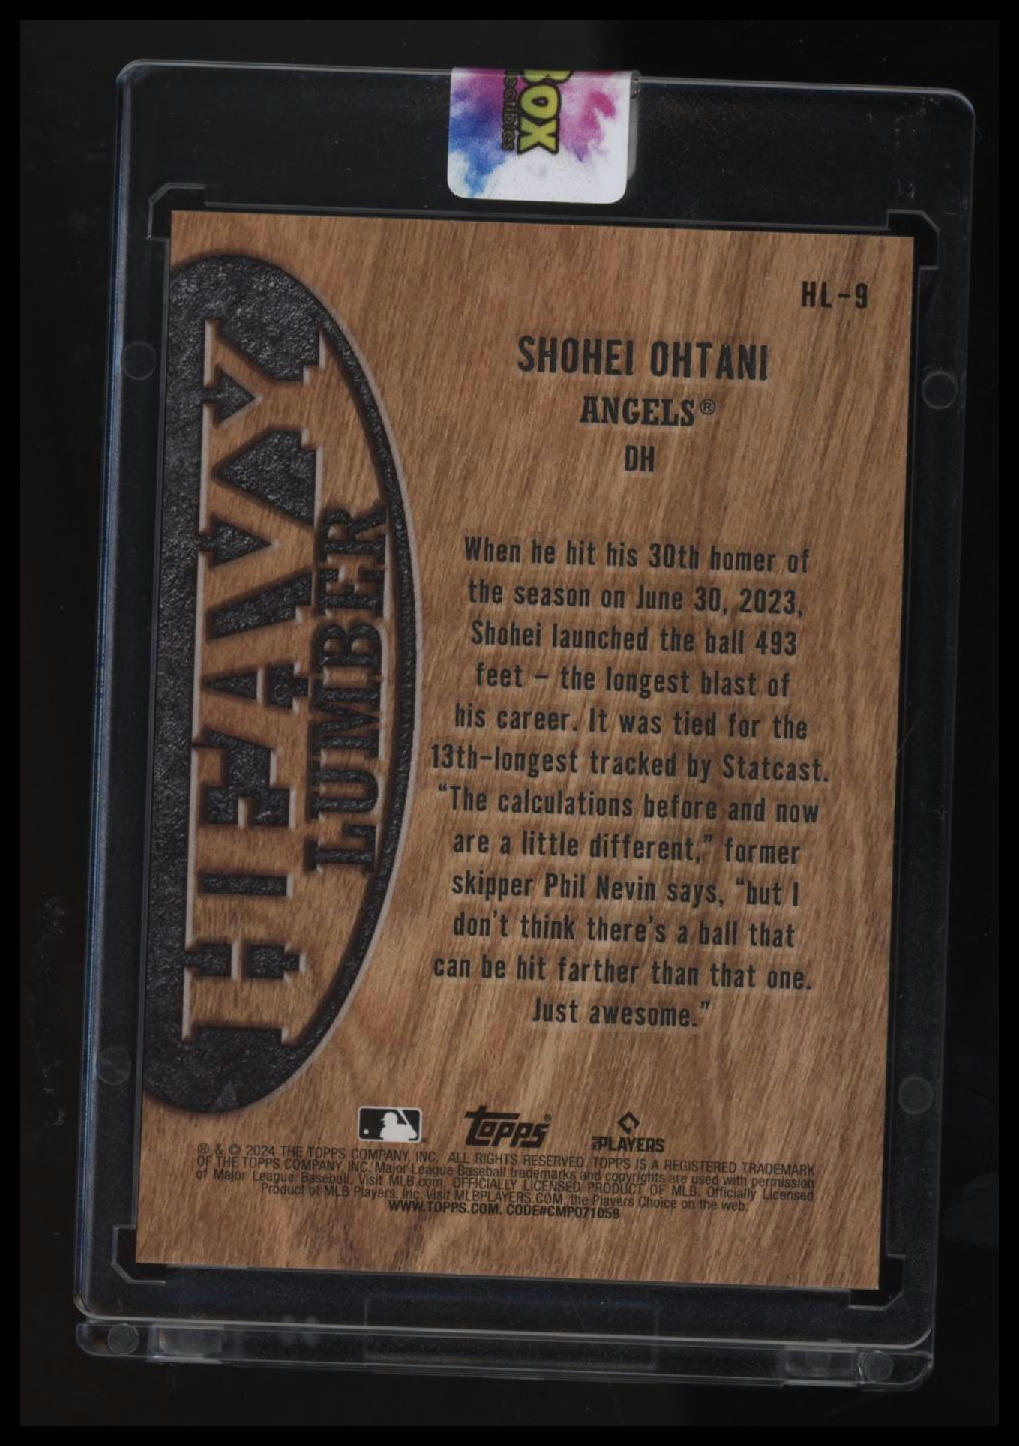 BOX
HL-9
SHOHEI OHTANI
ANGELS®
DH
HEAVY
LUMBER
When he hit his 30th homer of
the season on June 30, 2023,
Shohei launched the ball 493
feet – the longest blast of
his career. It was tied for the
13th-longest tracked by Statcast.
“The calculations before and now
are a little different,” former
skipper Phil Nevin says, “but I
don't think there's a ball that
can be hit farther than that one.
Just awesome.”
Topps®
PLAYERS
® & © 2024 THE TOPPS COMPANY, INC. ALL RIGHTS RESERVED. TOPPS IS A REGISTERED TRADEMARK
OF THE TOPPS COMPANY, INC. Major League Baseball trademarks and copyrights are used with permission
of Major League Baseball. Visit MLB.com. OFFICIALLY LICENSED PRODUCT OF MLB. Officially Licensed
Product of MLB Players, Inc. Visit MLBPLAYERS.COM, the Players Choice on the web.
WWW.TOPPS.COM. CODE#CMP071059